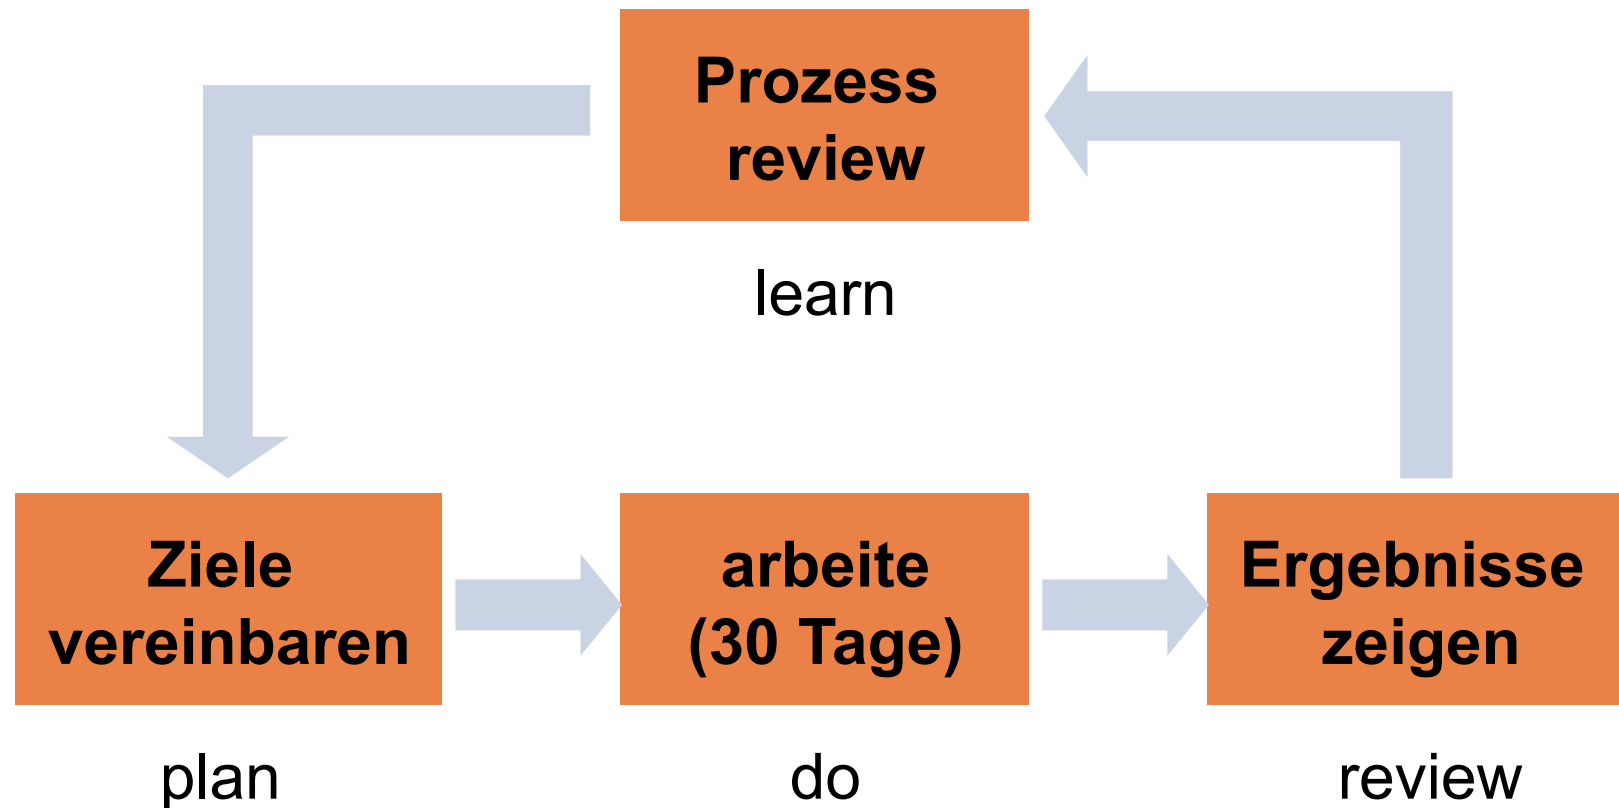 Prozess
review
learn
Ziele
vereinbaren
plan
arbeite
(30 Tage)
do
Ergebnisse
zeigen
review